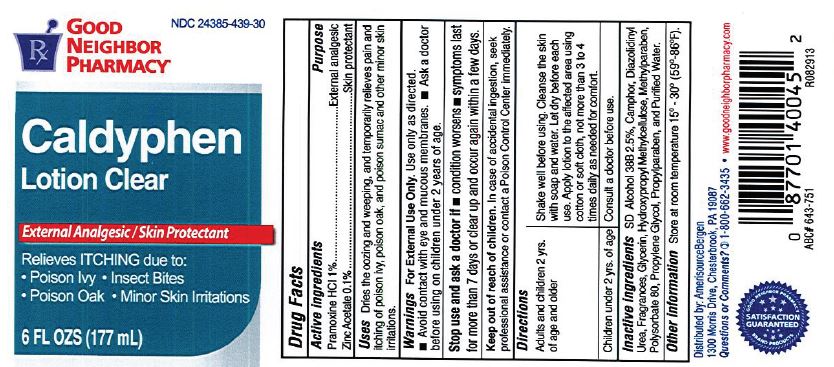 NDC 24385-439-30
Rx
GOOD
NEIGHBOR
PHARMACY®
Caldyphen
Lotion Clear
External Analgesic / Skin Protectant
Relieves ITCHING due to:
• Poison Ivy • Insect Bites
• Poison Oak • Minor Skin Irritations
6 FL OZS (177 mL)
Drug Facts
Active ingredients Purpose
Pramoxine HCl 1%......External analgesic
Zinc Acetate 0.1%......Skin protectant
Uses Dries the oozing and weeping, and temporarily relieves pain and
itching of poison ivy, poison oak, and poison sumac and other minor skin
irritations.
Warnings For External Use Only. Use only as directed.
■ Avoid contact with eye and mucous membranes. ■ Ask a doctor
before using on children under 2 years of age.
Stop use and ask a doctor if ■ condition worsens ■ symptoms last
for more than 7 days or clear up and occur again within a few days.
Keep out of reach of children. In case of accidental ingestion, seek
professional assistance or contact a Poison Control Center immediately.
Directions
Adults and children 2 yrs.
of age and older
Shake well before using. Cleanse the skin
with soap and water. Let dry before each
use. Apply lotion to the affected area using
cotton or soft cloth, not more than 3 to 4
times daily as needed for comfort.
Children under 2 yrs. of age Consult a doctor before use.
Inactive ingredients SD Alcohol 38B 2.5%, Camphor, Diazolidinyl
Urea, Fragrances, Glycerin, Hydroxypropyl Methylcellulose, Methylparaben,
Polysorbate 80, Propylene Glycol, Propylparaben, and Purified Water.
Other information Store at room temperature 15° - 30° (59°-86°F).
Distributed by: AmerisourceBergen
1300 Morris Drive, Chesterbrook, PA 19087
Questions or Comments? 1-800-662-3435 • www.goodneighborpharmacy.com
0 87701 40045 2
ABC# 643-751
R082913
GOOD NEIGHBOR PHARMACY
SATISFACTION
GUARANTEED
BRAND PRODUCTS